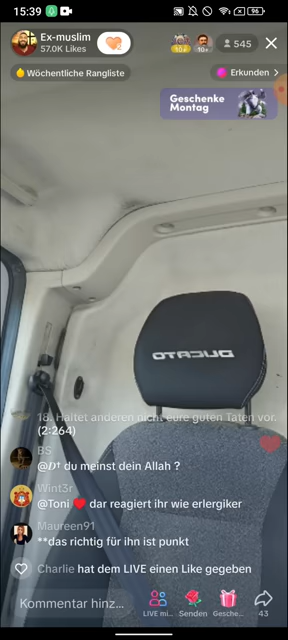 15:39
96
Ex-muslim
57.0K Likes
10+
545
Wöchentliche Rangliste
Erkunden
Geschenke
Montag
DUCATO
18. Haltet anderen nicht eure guten Taten vor.
(2:264)
BS
@D† du meinst dein Allah ?
Wint3r
@Toni ❤️ dar reagiert ihr wie erlergiker
Maureen91
**das richtig für ihn ist punkt
Charlie hat dem LIVE einen Like gegeben
Kommentar hinz...
LIVE mi...
Senden
Gesche...
43